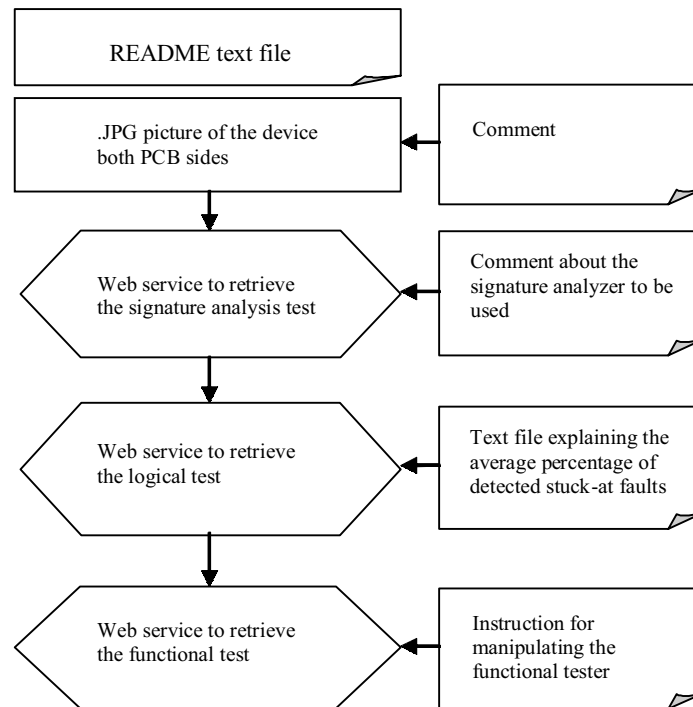 README text file
.JPG picture of the device
both PCB sides
Comment
Web service to retrieve
the signature analysis test
Comment about the
signature analyzer to be
used
Web service to retrieve
the logical test
Text file explaining the
average percentage of
detected stuck-at faults
Web service to retrieve
the functional test
Instruction for
manipulating the
functional tester